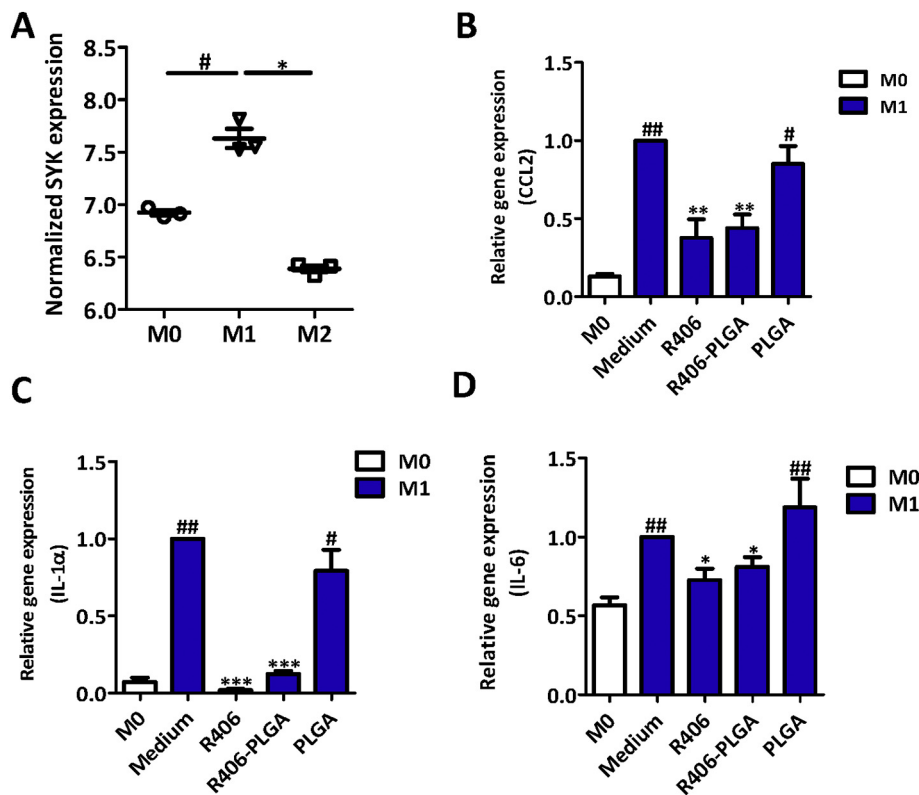 A
Normalized SYK expression
8.5
8.0
7.5
7.0
6.5
6.0
#
*
M0
M1
M2
B
Relative gene expression
(CCL2)
1.5
1.0
0.5
0.0
##
**
**
#
M0
Medium
R406
R406-PLGA
PLGA
M0
M1
C
Relative gene expression
(IL-1α)
1.5
1.0
0.5
0.0
##
***
***
#
M0
Medium
R406
R406-PLGA
PLGA
M0
M1
D
Relative gene expression
(IL-6)
1.5
1.0
0.5
0.0
##
*
*
##
M0
Medium
R406
R406-PLGA
PLGA
M0
M1